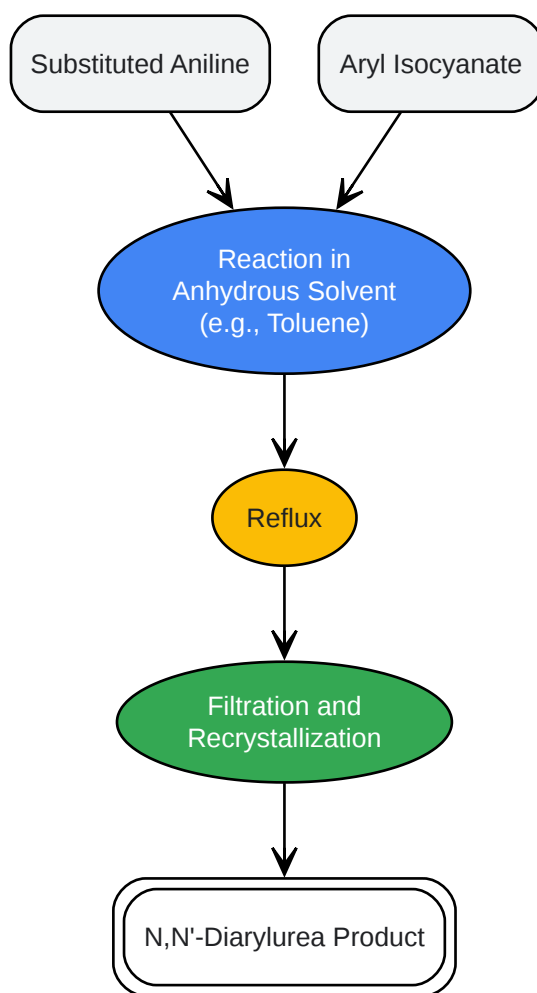 Substituted Aniline
Aryl Isocyanate
Reaction in
Anhydrous Solvent
(e.g., Toluene)
Reflux
Filtration and
Recrystallization
N,N'-Diarylurea Product